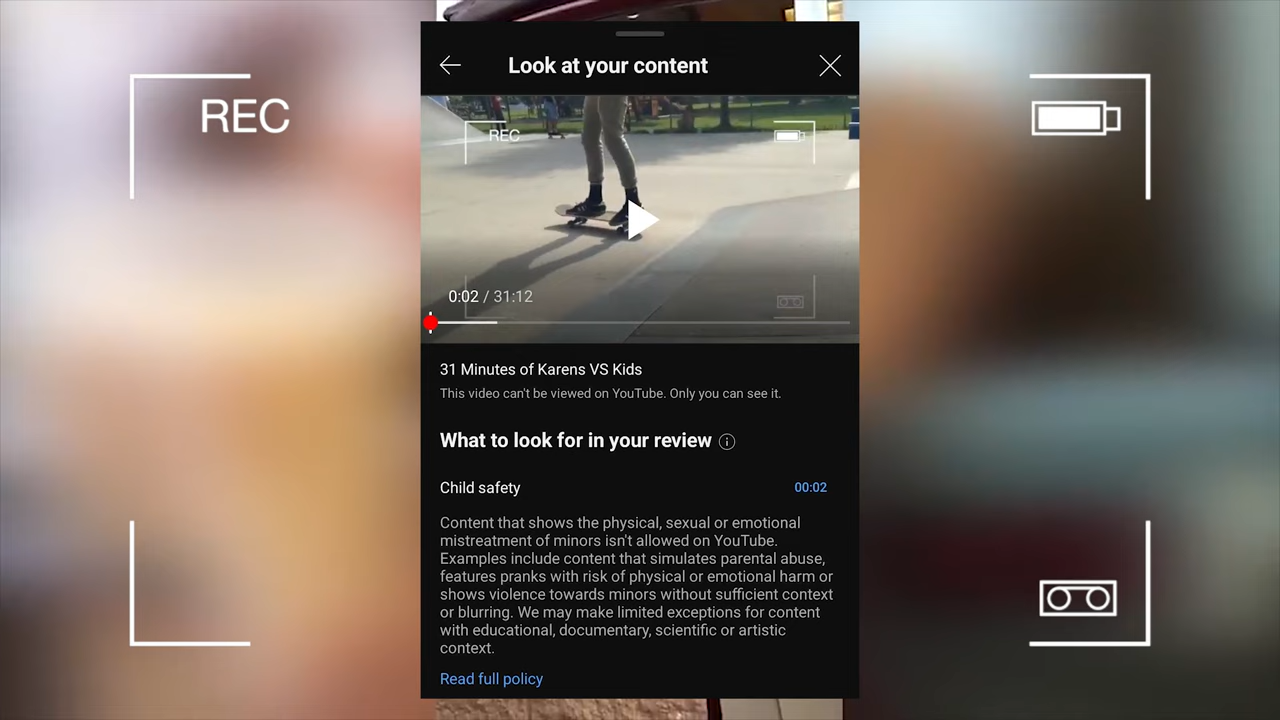 Look at your content
REC
REC
0:02 / 31:12
31 Minutes of Karens VS Kids
This video can't be viewed on YouTube. Only you can see it.
What to look for in your review
Child safety 00:02
Content that shows the physical, sexual or emotional
mistreatment of minors isn't allowed on YouTube.
Examples include content that simulates parental abuse,
features pranks with risk of physical or emotional harm or
shows violence towards minors without sufficient context
or blurring. We may make limited exceptions for content
with educational, documentary, scientific or artistic
context.
Read full policy